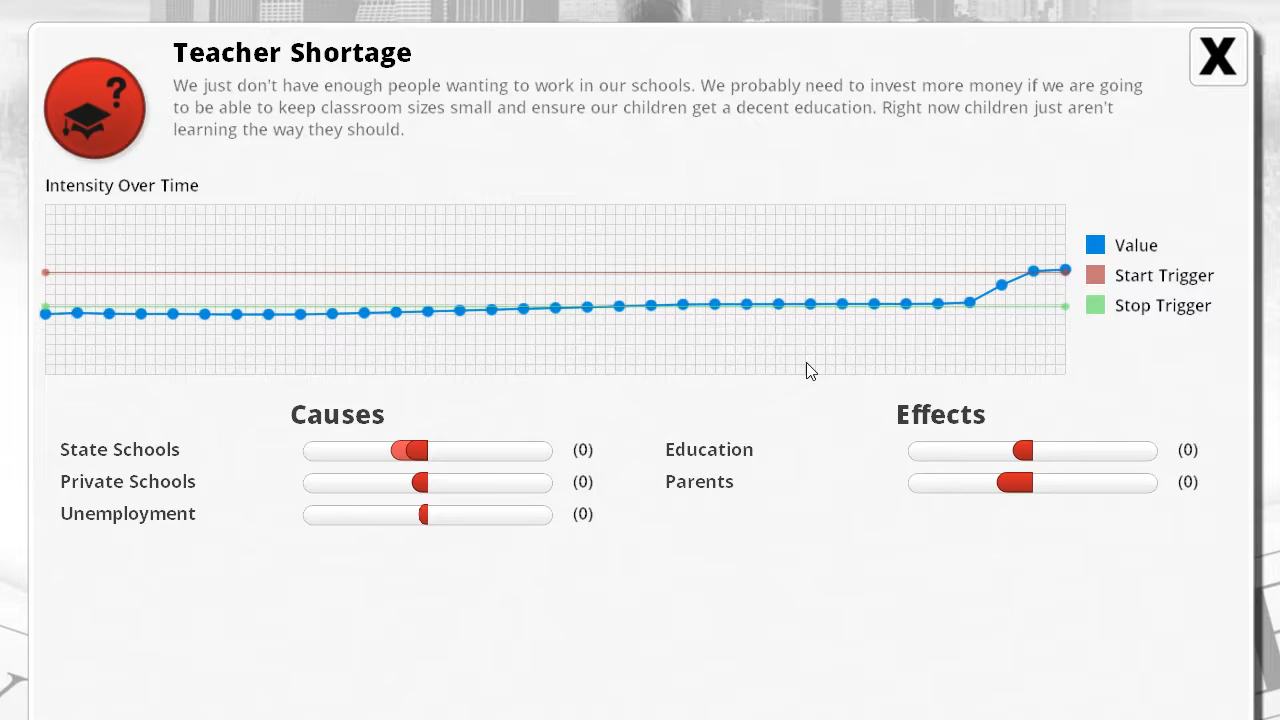 Teacher Shortage
X
We just don't have enough people wanting to work in our schools. We probably need to invest more money if we are going
to be able to keep classroom sizes small and ensure our children get a decent education. Right now children just aren't
learning the way they should.
?
Intensity Over Time
Value
Start Trigger
Stop Trigger
Causes
State Schools (0)
Private Schools (0)
Unemployment (0)
Effects
Education (0)
Parents (0)